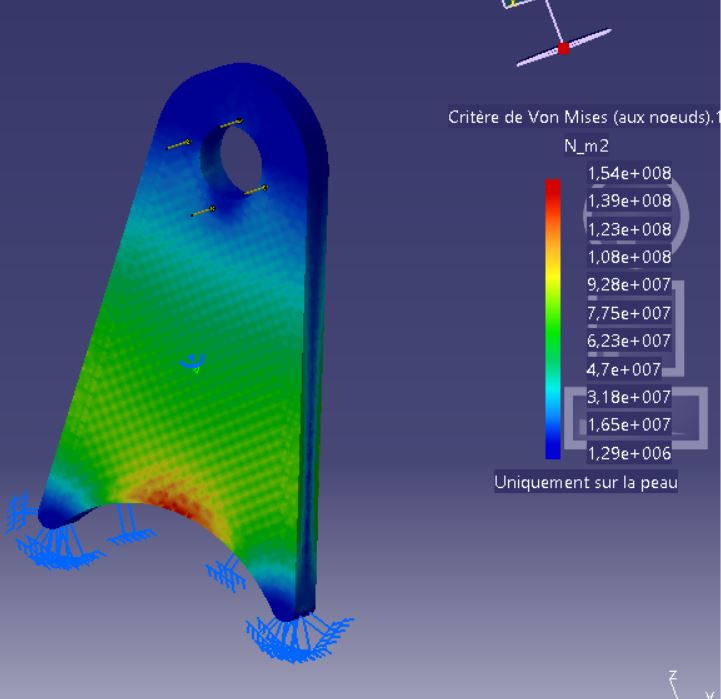 Critère de Von Mises (aux noeuds).1
N_m2
1,54e+008
1,39e+008
1,23e+008
1,08e+008
9,28e+007
7,75e+007
6,23e+007
4,7e+007
3,18e+007
1,65e+007
1,29e+006
Uniquement sur la peau
z
y